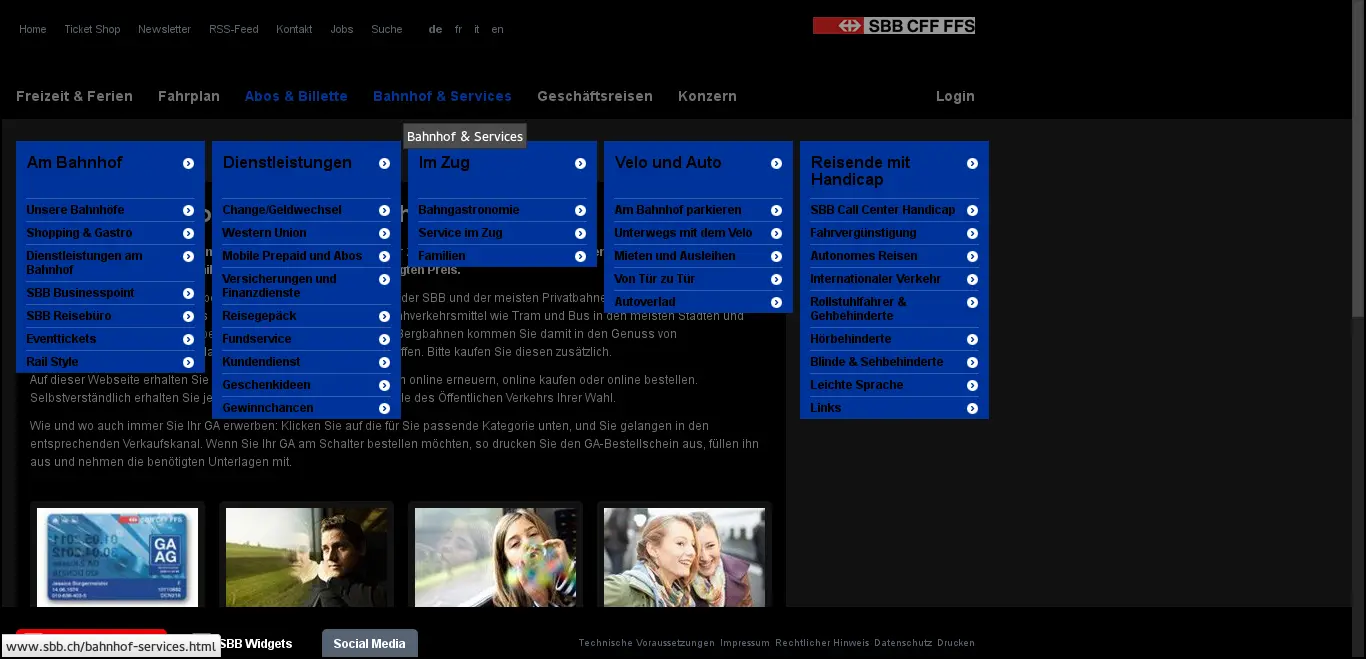 Home Ticket Shop Newsletter RSS-Feed Kontakt Jobs Suche de fr it en
SBB CFF FFS
Freizeit & Ferien Fahrplan Abos & Billette Bahnhof & Services Geschäftsreisen Konzern Login
Bahnhof & Services
Am Bahnhof
Unsere Bahnhöfe
Shopping & Gastro
Dienstleistungen am
Bahnhof
SBB Businesspoint
SBB Reisebüro
Eventtickets
Rail Style
Dienstleistungen
Change/Geldwechsel
Western Union
Mobile Prepaid und Abos
Versicherungen und
Finanzdienste
Reisegepäck
Fundservice
Kundendienst
Geschenkideen
Gewinnchancen
Im Zug
Bahngastronomie
Service im Zug
Familien
Velo und Auto
Am Bahnhof parkieren
Unterwegs mit dem Velo
Mieten und Ausleihen
Von Tür zu Tür
Autoverlad
Reisende mit
Handicap
SBB Call Center Handicap
Fahrvergünstigung
Autonomes Reisen
Internationaler Verkehr
Rollstuhlfahrer &
Gehbehinderte
Hörbehinderte
Blinde & Sehbehinderte
Leichte Sprache
Links
gten Preis.
der SBB und der meisten Privatbahne
hverkehrsmittel wie Tram und Bus in den meisten Städten und
Bergbahnen kommen Sie damit in den Genuss von
ffen. Bitte kaufen Sie diesen zusätzlich.
Auf dieser Webseite erhalten Sie n online erneuern, online kaufen oder online bestellen.
Selbstverständlich erhalten Sie je le des Öffentlichen Verkehrs Ihrer Wahl.
Wie und wo auch immer Sie Ihr GA erwerben: Klicken Sie auf die für Sie passende Kategorie unten, und Sie gelangen in den
entsprechenden Verkaufskanal. Wenn Sie Ihr GA am Schalter bestellen möchten, so drucken Sie den GA-Bestellschein aus, füllen ihn
aus und nehmen die benötigten Unterlagen mit.
SBB CFF FFS
GA
AG
SBB Widgets Social Media Technische Voraussetzungen Impressum Rechtlicher Hinweis Datenschutz Drucken
www.sbb.ch/bahnhof-services.html